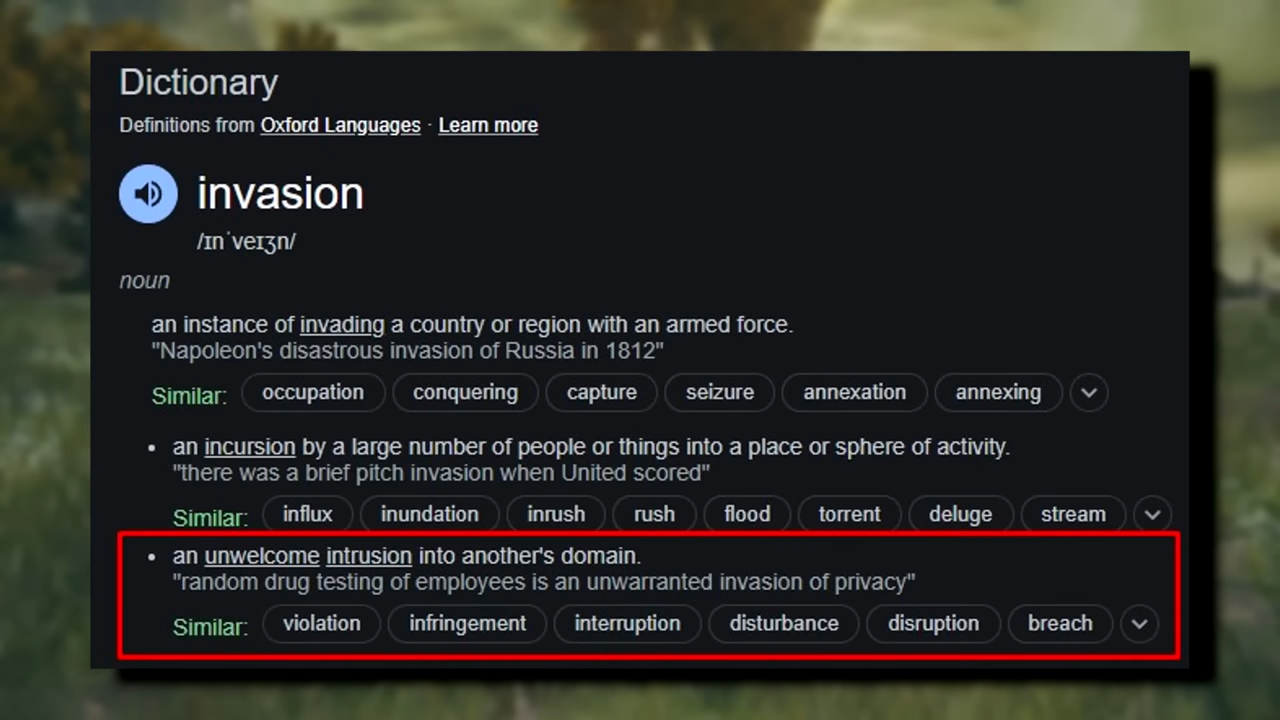 Dictionary
Definitions from Oxford Languages · Learn more
invasion
/ɪnˈveɪʒn/
noun
an instance of invading a country or region with an armed force.
"Napoleon's disastrous invasion of Russia in 1812"
Similar: occupation conquering capture seizure annexation annexing
• an incursion by a large number of people or things into a place or sphere of activity.
"there was a brief pitch invasion when United scored"
Similar: influx inundation inrush rush flood torrent deluge stream
• an unwelcome intrusion into another's domain.
"random drug testing of employees is an unwarranted invasion of privacy"
Similar: violation infringement interruption disturbance disruption breach